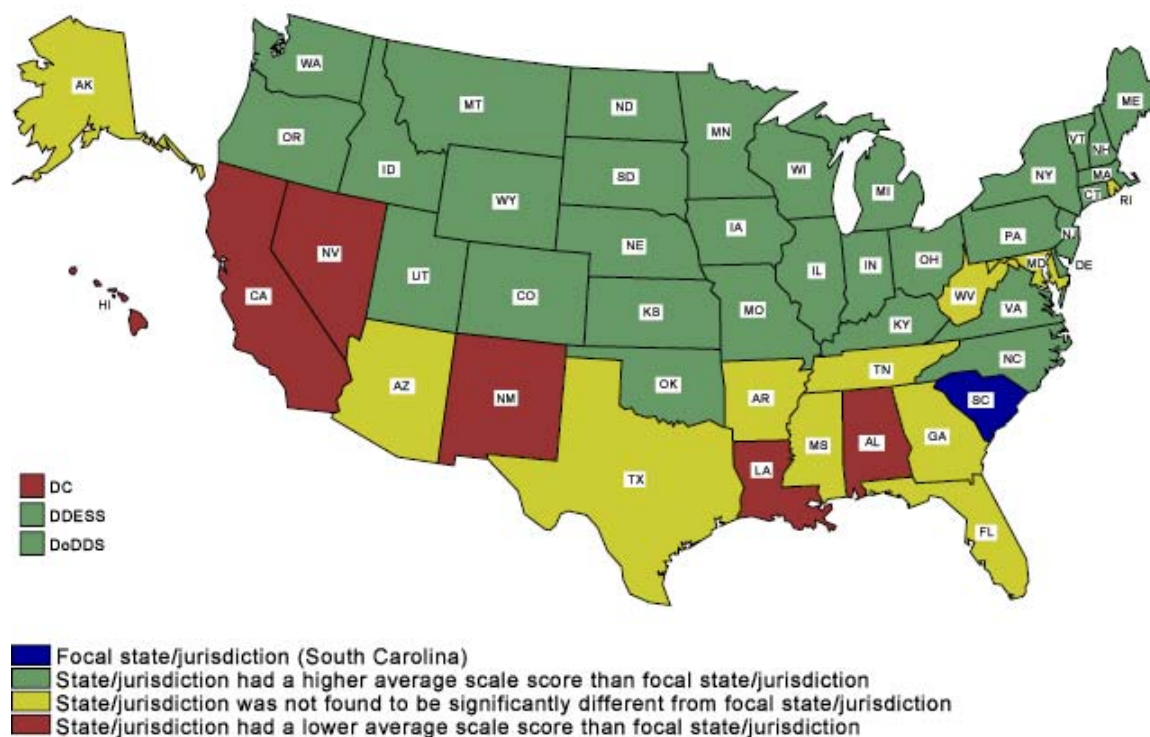 AK
WA
MT
ND
MN
ME
OR
ID
WY
SD
WI
MI
NY
VT
NH
MA
CT
RI
NV
UT
CO
NE
IA
IL
IN
OH
PA
NJ
MD
DE
CA
HI
KS
MO
KY
WV
VA
AZ
NM
OK
AR
TN
NC
SC
TX
LA
MS
AL
GA
FL
DC
DDESS
DoDDS
Focal state/jurisdiction (South Carolina)
State/jurisdiction had a higher average scale score than focal state/jurisdiction
State/jurisdiction was not found to be significantly different from focal state/jurisdiction
State/jurisdiction had a lower average scale score than focal state/jurisdiction